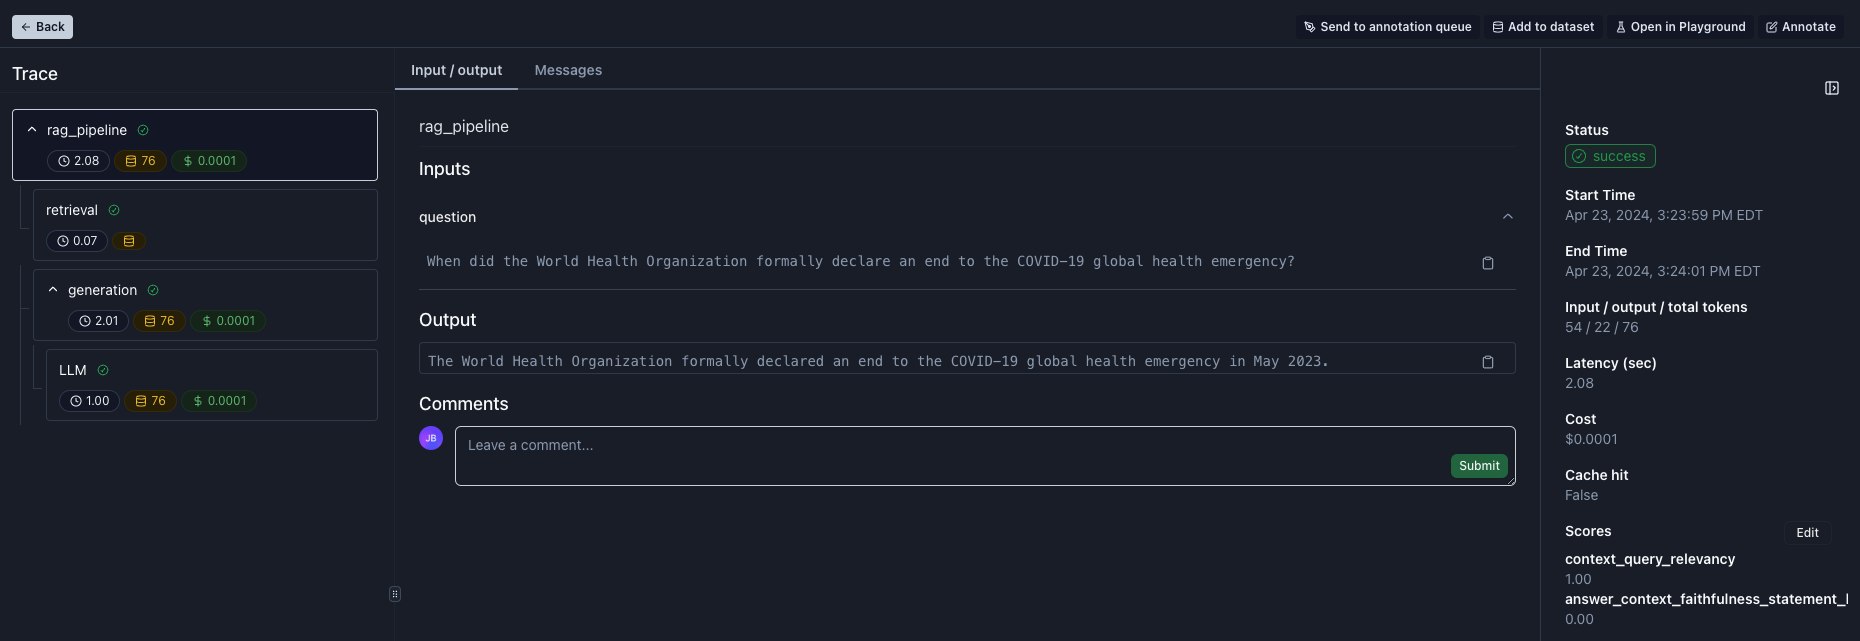 ← Back
Send to annotation queue
Add to dataset
Open in Playground
Annotate
Trace
rag_pipeline
2.08
76
$ 0.0001
retrieval
0.07
generation
2.01
76
$ 0.0001
LLM
1.00
76
$ 0.0001
Input / output
Messages
rag_pipeline
Inputs
question
When did the World Health Organization formally declare an end to the COVID-19 global health emergency?
Output
The World Health Organization formally declared an end to the COVID-19 global health emergency in May 2023.
Comments
JB
Leave a comment...
Submit
Status
success
Start Time
Apr 23, 2024, 3:23:59 PM EDT
End Time
Apr 23, 2024, 3:24:01 PM EDT
Input / output / total tokens
54 / 22 / 76
Latency (sec)
2.08
Cost
$0.0001
Cache hit
False
Scores
Edit
context_query_relevancy
1.00
answer_context_faithfulness_statement_l
0.00